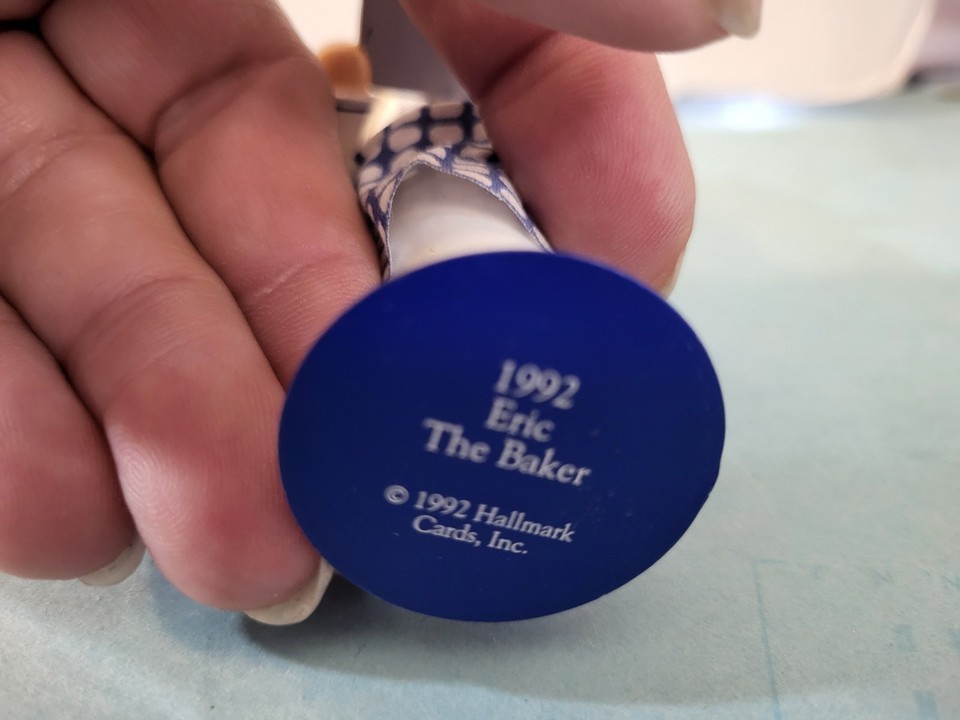 1992
Eric
The Baker
© 1992 Hallmark
Cards, Inc.